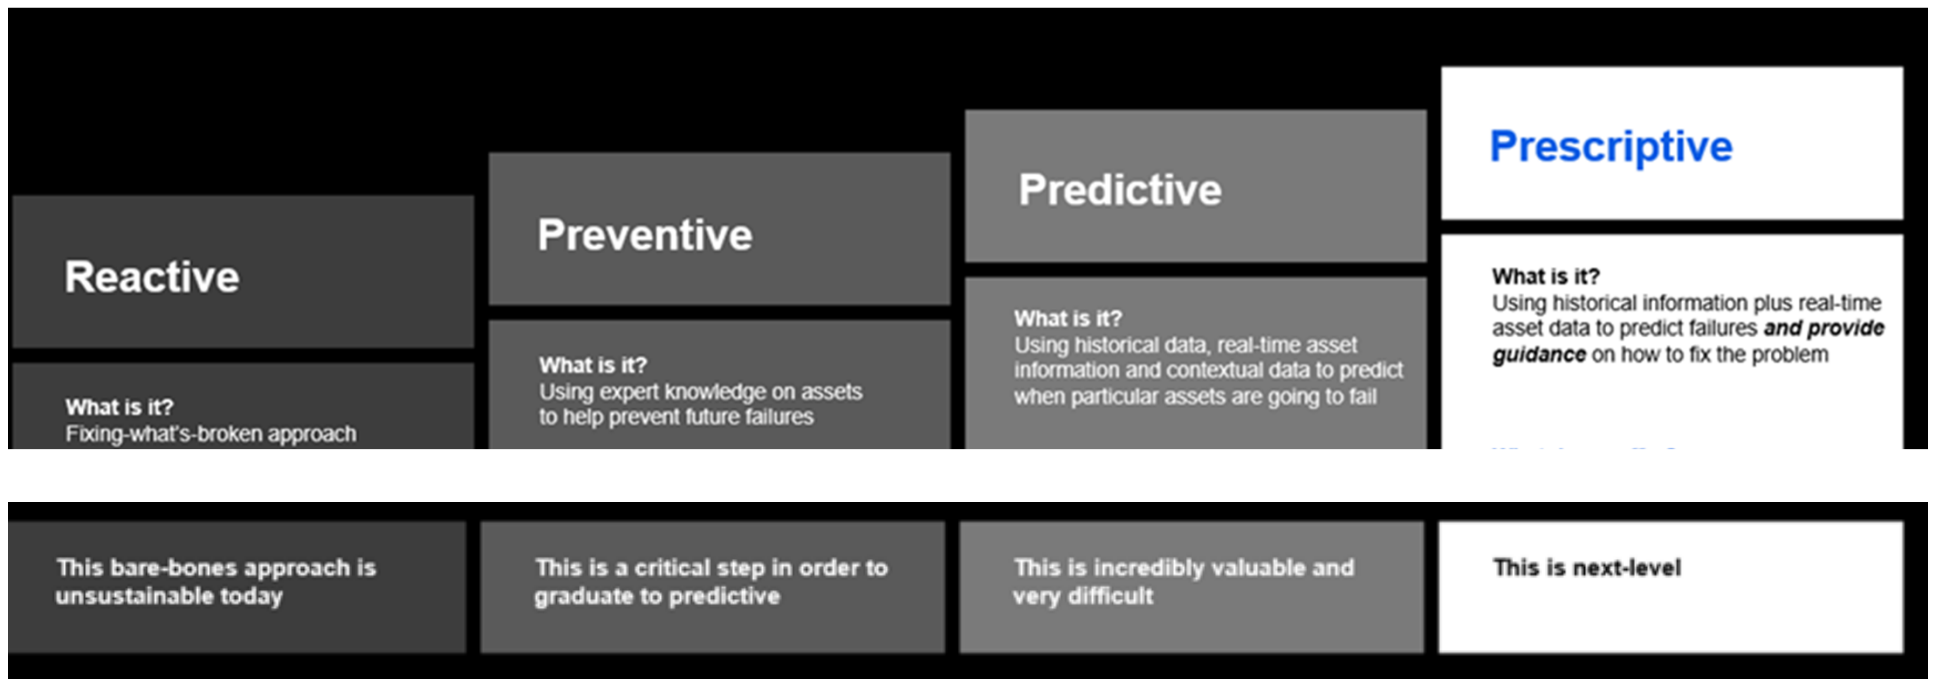 Reactive
What is it?
Fixing-what's-broken approach
Preventive
What is it?
Using expert knowledge on assets
to help prevent future failures
Predictive
What is it?
Using historical data, real-time asset
information and contextual data to predict
when particular assets are going to fail
Prescriptive
What is it?
Using historical information plus real-time
asset data to predict failures and provide
guidance on how to fix the problem
This bare-bones approach is
unsustainable today
This is a critical step in order to
graduate to predictive
This is incredibly valuable and
very difficult
This is next-level